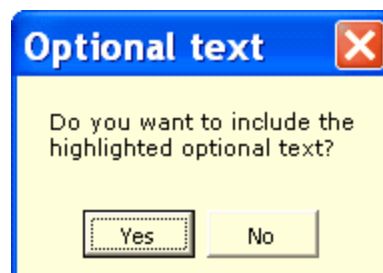 Optional text
Do you want to include the
highlighted optional text?
Yes No